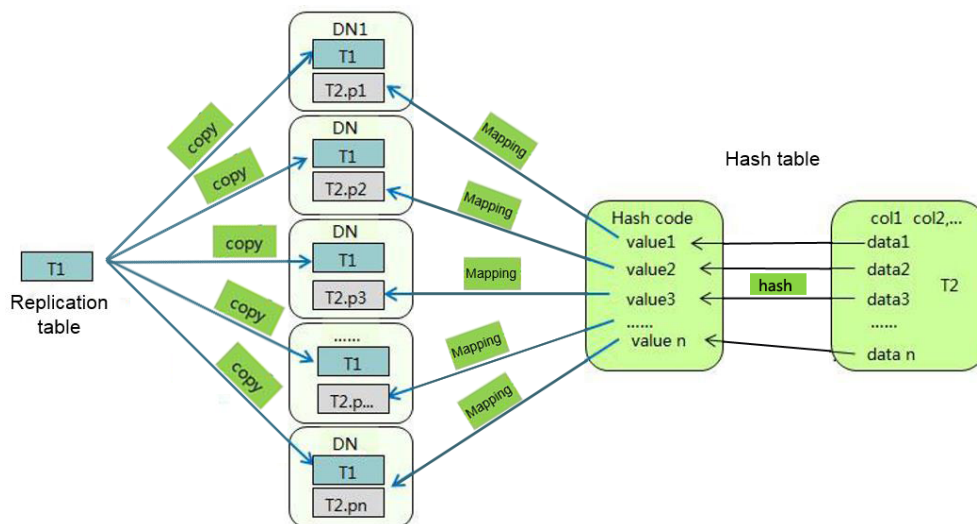 T1
Replication
table
copy
copy
copy
copy
copy
DN1
T1
T2.p1
DN
T1
T2.p2
DN
T1
T2.p3
......
T1
T2.p...
DN
T1
T2.pn
Mapping
Mapping
Mapping
Mapping
Mapping
Hash table
Hash code
value1
value2
value3
......
value n
hash
col1 col2,...
data1
data2
data3
......
data n
T2